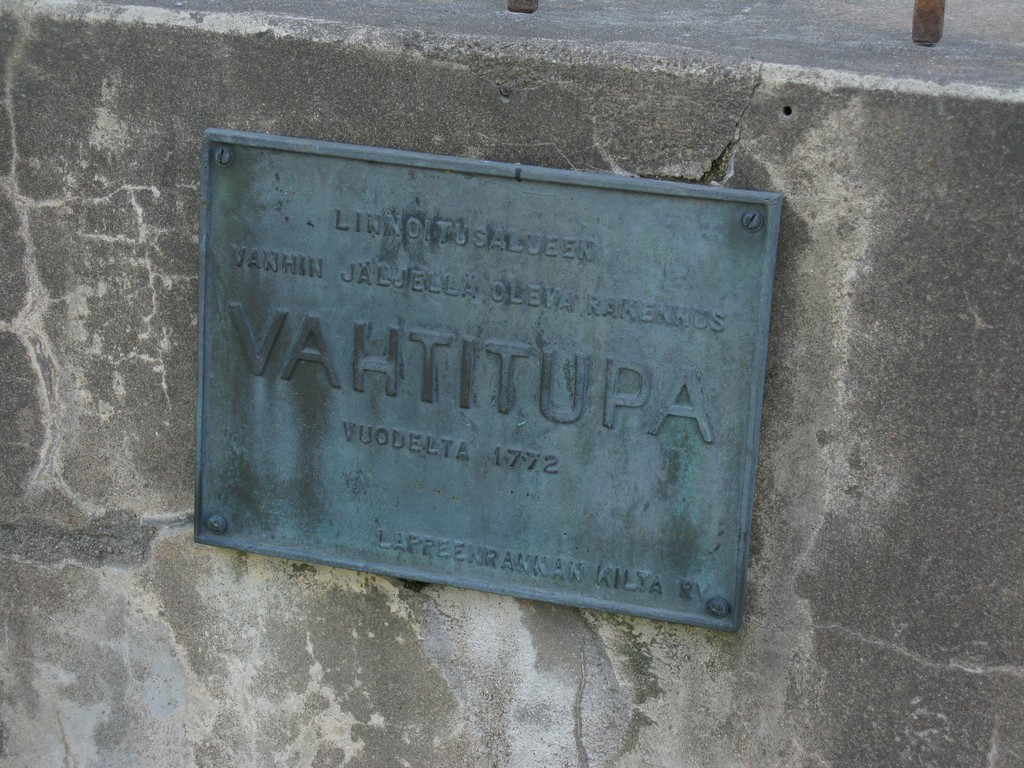 LINNOITUSALUEEN
VANHIN JÄLJELLÄ OLEVA RAKENNUS
VAHTITUPA
VUODELTA 1772
LAPPEENRANNAN KILTA RY